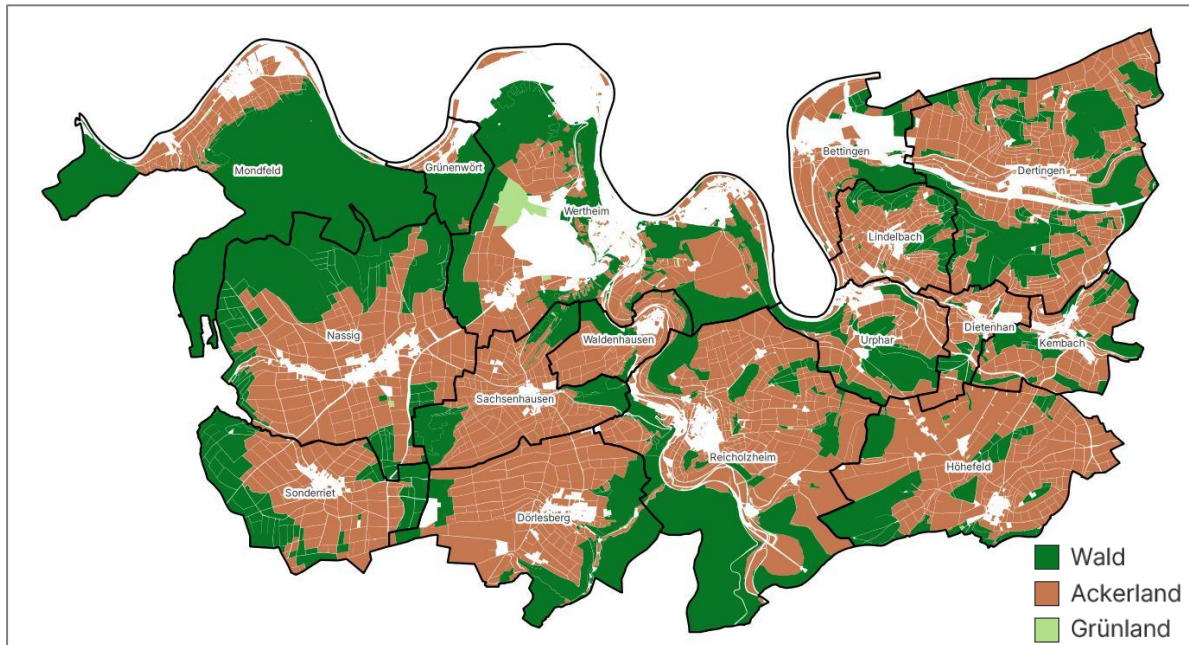 Mondfeld
Grünenwört
Wertheim
Bettingen
Dertingen
Lindelbach
Nassig
Waldenhausen
Urphar
Dietenhan
Kembach
Sachsenhausen
Reicholzheim
Höhefeld
Sonderriet
Dörlesberg
Wald
Ackerland
Grünland